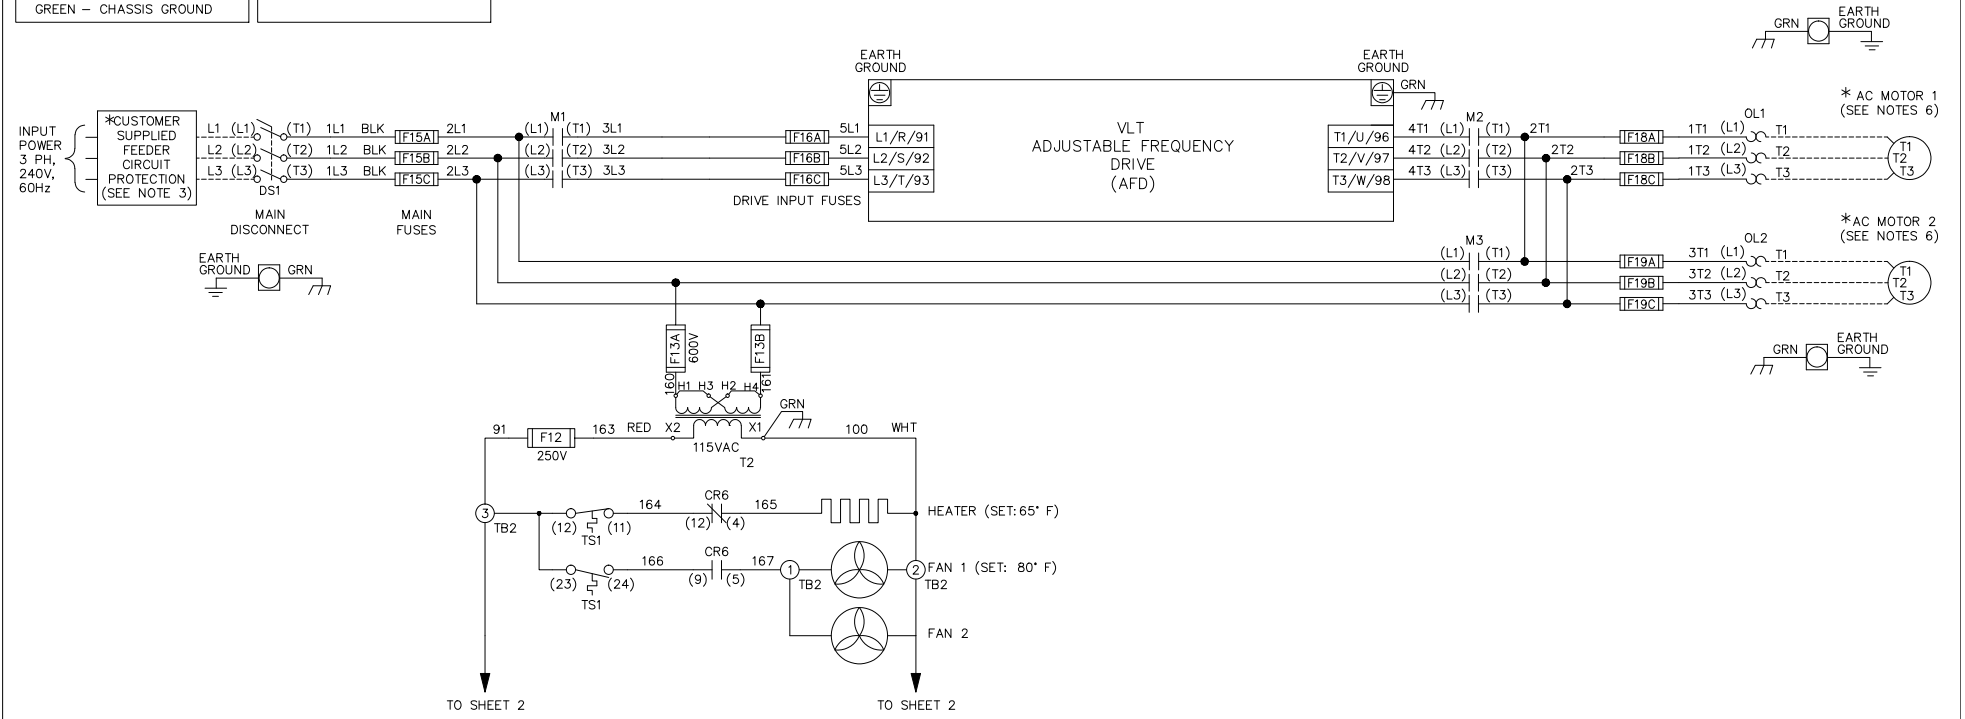 GREEN – CHASSIS GROUND
GRN
EARTH
GROUND
INPUT
POWER
3 PH,
240V,
60Hz
*CUSTOMER
SUPPLIED
FEEDER
CIRCUIT
PROTECTION
(SEE NOTE 3)
L1 (L1) (T1) 1L1 BLK F15A 2L1 (L1) M1 (T1) 3L1 F16A 5L1
L2 (L2) (T2) 1L2 BLK F15B 2L2 (L2) (T2) 3L2 F16B 5L2
L3 (L3) (T3) 1L3 BLK F15C 2L3 (L3) (T3) 3L3 F16C 5L3
DS1
MAIN
DISCONNECT
MAIN
FUSES
DRIVE INPUT FUSES
EARTH
GROUND
L1/R/91
L2/S/92
L3/T/93
VLT
ADJUSTABLE FREQUENCY
DRIVE
(AFD)
EARTH
GROUND
GRN
T1/U/96
T2/V/97
T3/W/98
4T1 (L1) M2 (T1) 2T1 F18A 1T1 (L1) OL1 T1
4T2 (L2) (T2) 2T2 F18B 1T2 (L2) T2
4T3 (L3) (T3) 2T3 F18C 1T3 (L3) T3
* AC MOTOR 1
(SEE NOTES 6)
T1
T2
T3
EARTH
GROUND
GRN
(L1) M3 (T1) F19A 3T1 (L1) OL2 T1
(L2) (T2) F19B 3T2 (L2) T2
(L3) (T3) F19C 3T3 (L3) T3
*AC MOTOR 2
(SEE NOTES 6)
T1
T2
T3
F13A
600V
F13B
160
H1 H3 H2 H4
161
GRN
EARTH
GROUND
GRN
91 F12 163 RED X2 X1 100 WHT
250V
115VAC
T2
3
TB2
(12) (11) 164 CR6 165
TS1
(12) (4)
HEATER (SET:65° F)
(23) (24) 166 CR6 167 1
TS1
(9) (5)
TB2
2
TB2
FAN 1 (SET: 80° F)
FAN 2
TO SHEET 2
TO SHEET 2